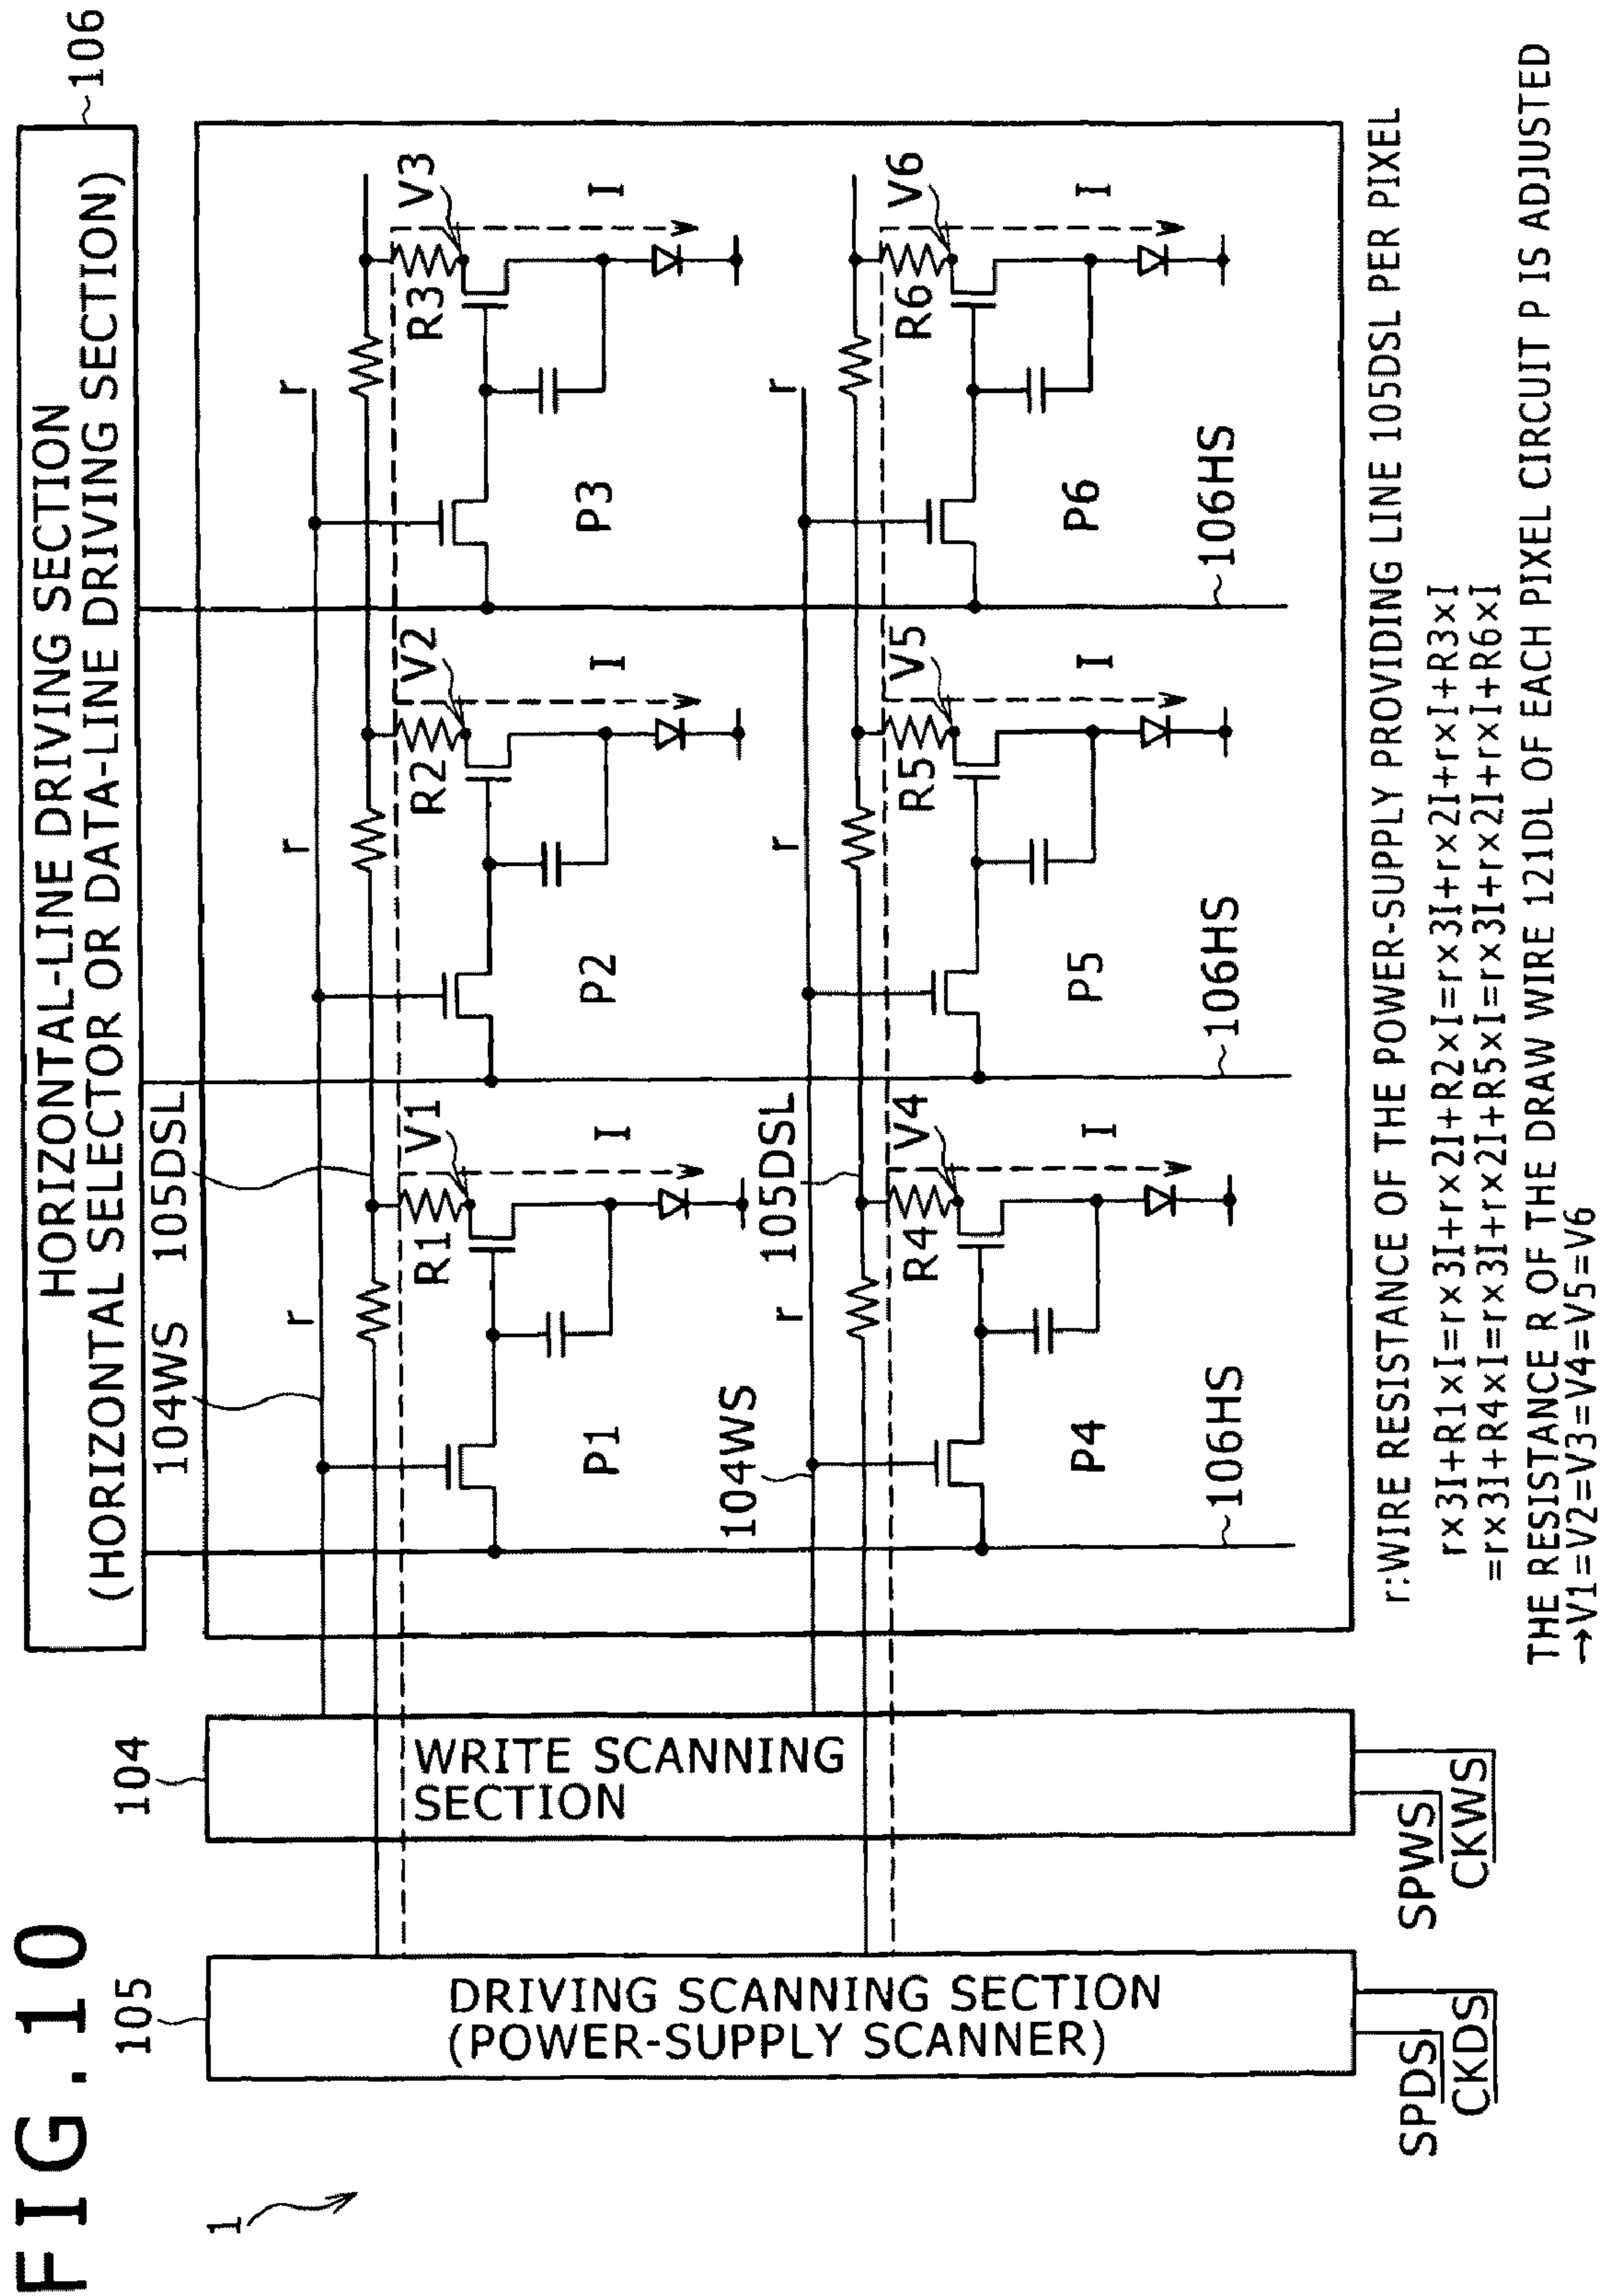 FIG.10
1
HORIZONTAL-LINE DRIVING SECTION
(HORIZONTAL SELECTOR OR DATA-LINE DRIVING SECTION)
106
105
104
104WS
105DSL
DRIVING SCANNING SECTION
(POWER-SUPPLY SCANNER)
WRITE SCANNING
SECTION
r
r
r
R1
V1
R2
V2
R3
V3
I
I
I
P1
P2
P3
104WS
105DSL
r
r
r
R4
V4
R5
V5
R6
V6
I
I
I
P4
P5
P6
106HS
106HS
106HS
SPDS
CKDS
SPWS
CKWS
r:WIRE RESISTANCE OF THE POWER-SUPPLY PROVIDING LINE 105DSL PER PIXEL
r×3I+R1×I=r×3I+r×2I+R2×I=r×3I+r×2I+r×I+R3×I
=r×3I+R4×I=r×3I+r×2I+R5×I=r×3I+r×2I+r×I+R6×I
THE RESISTANCE R OF THE DRAW WIRE 121DL OF EACH PIXEL CIRCUIT P IS ADJUSTED
→V1=V2=V3=V4=V5=V6